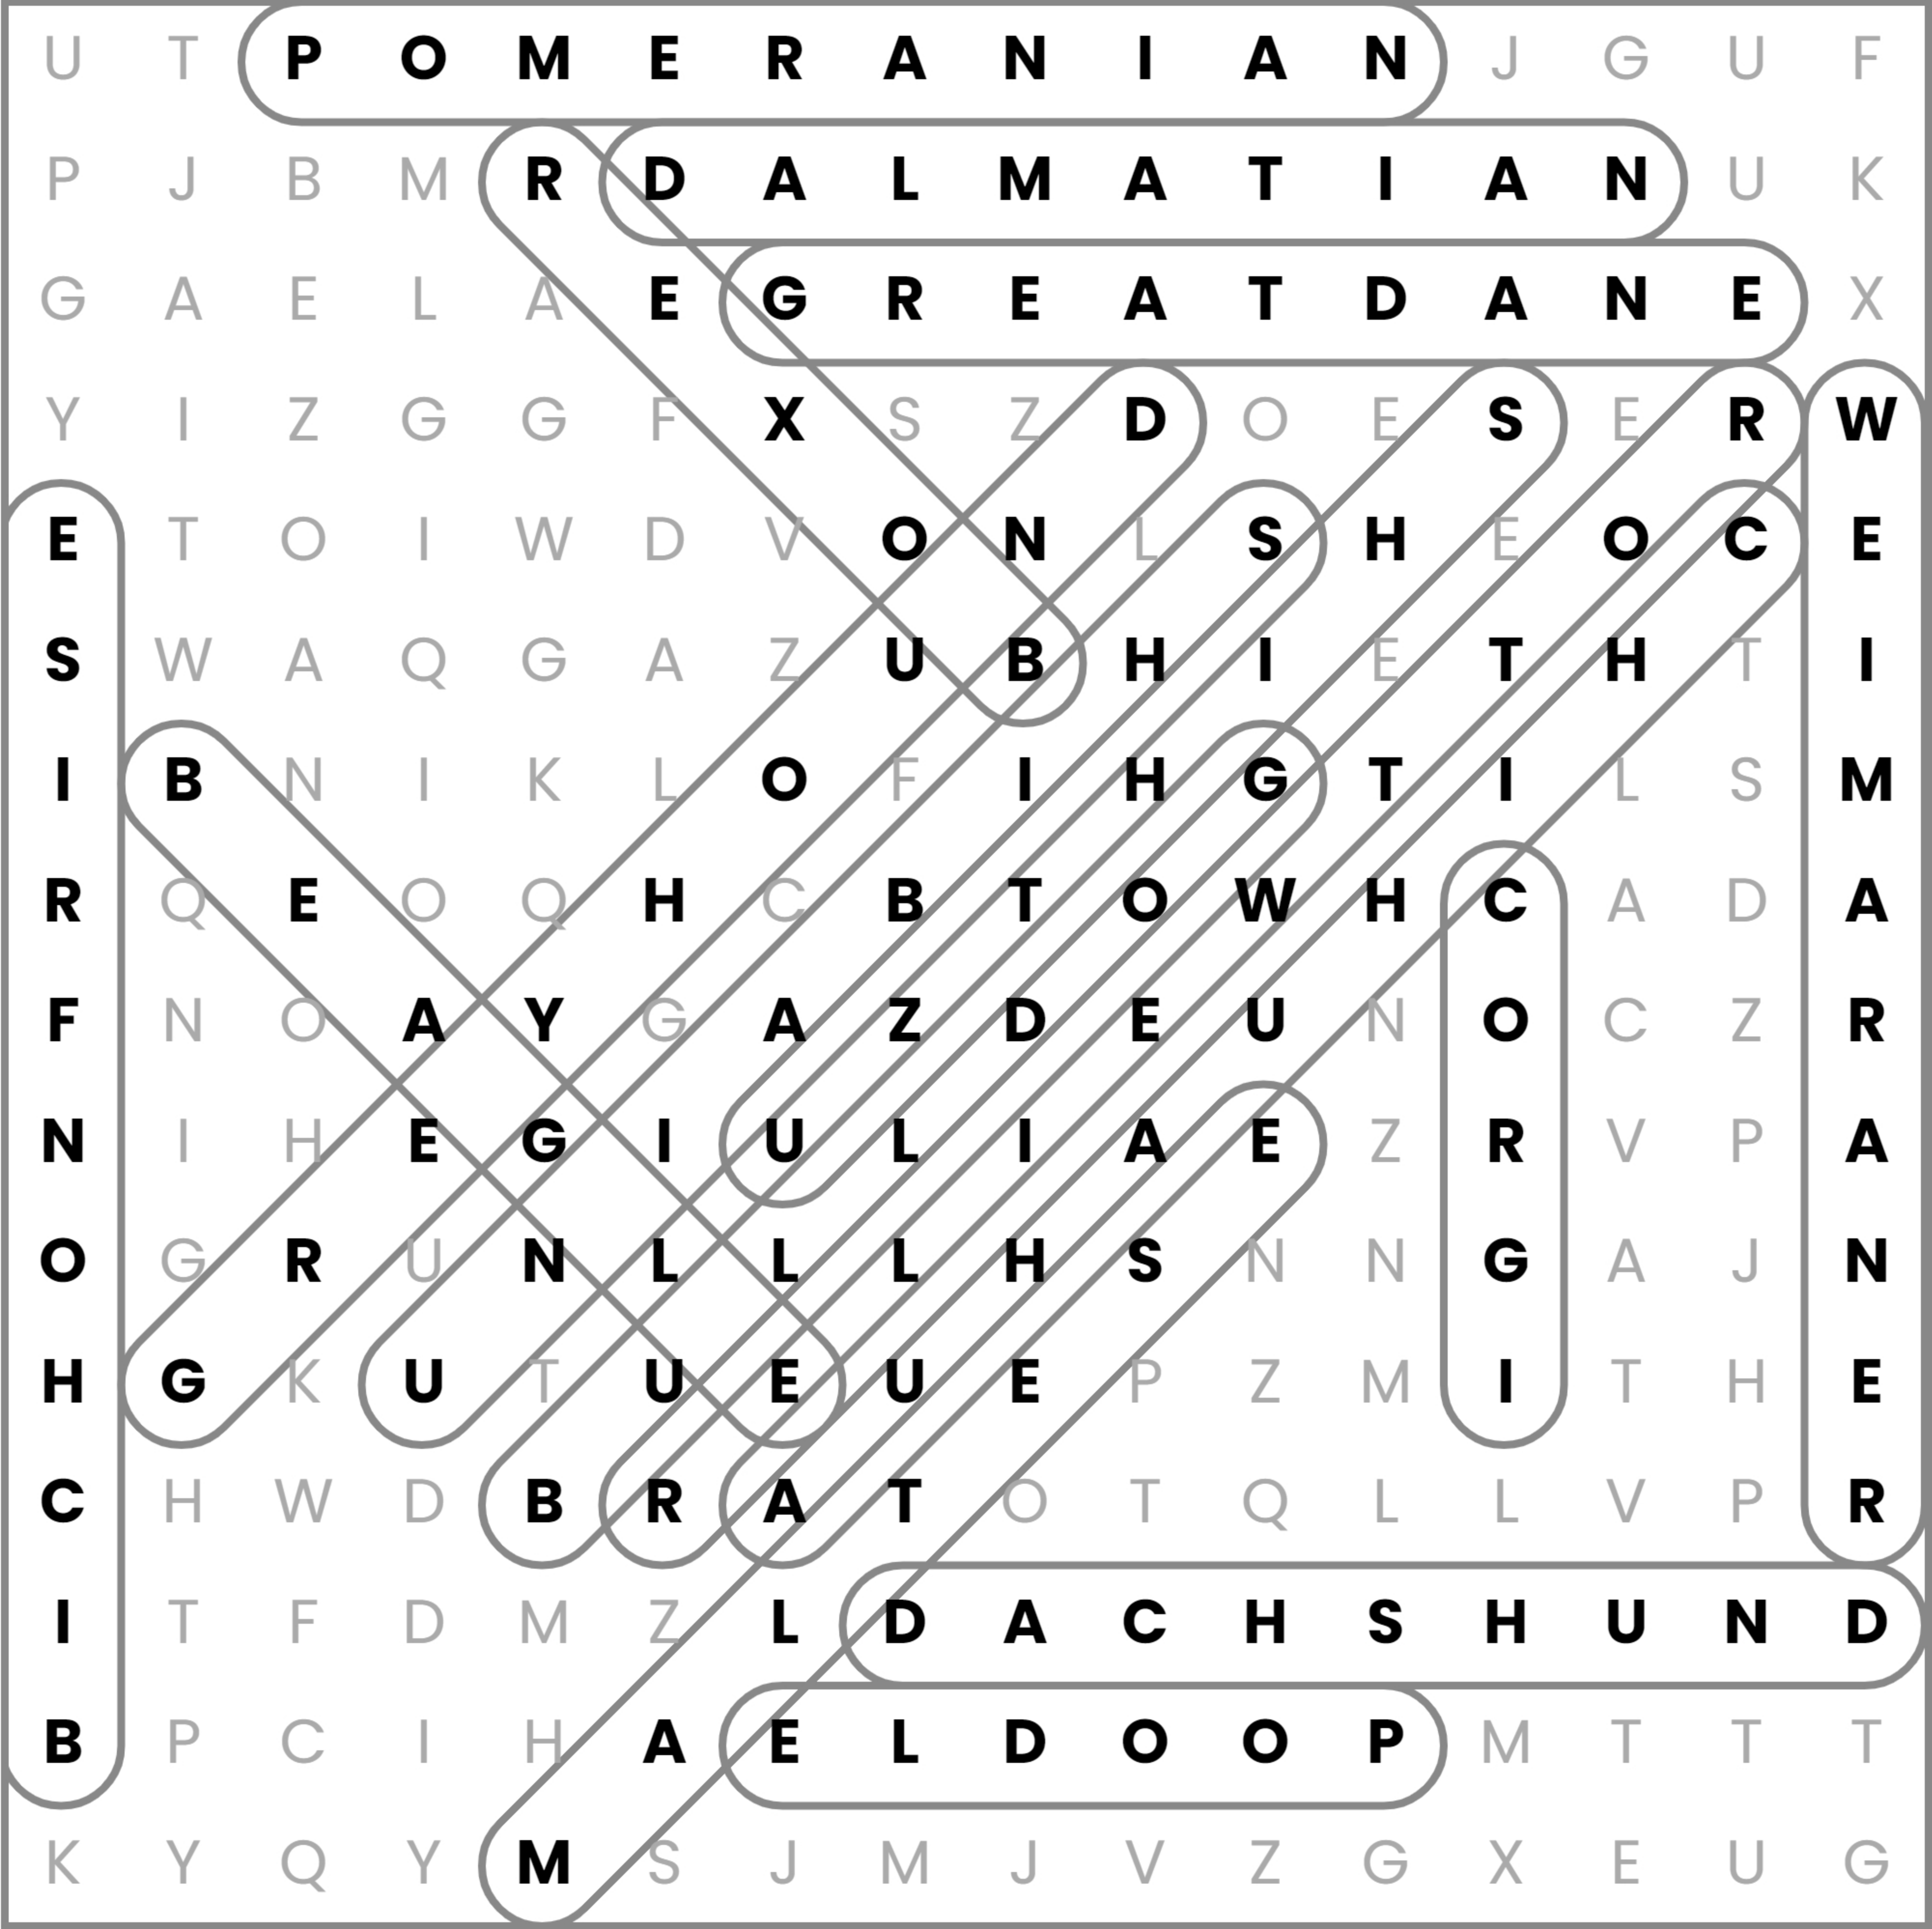 U T P O M E R A N I A N J G U F
P J B M R D A L M A T I A N U K
G A E L A E G R E A T D A N E X
Y I Z G G F X S Z D O E S E R W
E T O I W D V O N L S H E O C E
S W A Q G A Z U B H I E T H T I
I B N I K L O F I H G T I L S M
R Q E O Q H C B T O W H C A D A
F N O A Y G A Z D E U N O C Z R
N I H E G I U L I A E Z R V P A
O G R U N L L L H S N N G A J N
H G K U T U E U E P Z M I T H E
C H W D B R A T O T Q L L V P R
I T F D M Z L D A C H S H U N D
B P C I H A E L D O O P M T T T
K Y Q Y M S J M J V Z G X E U G